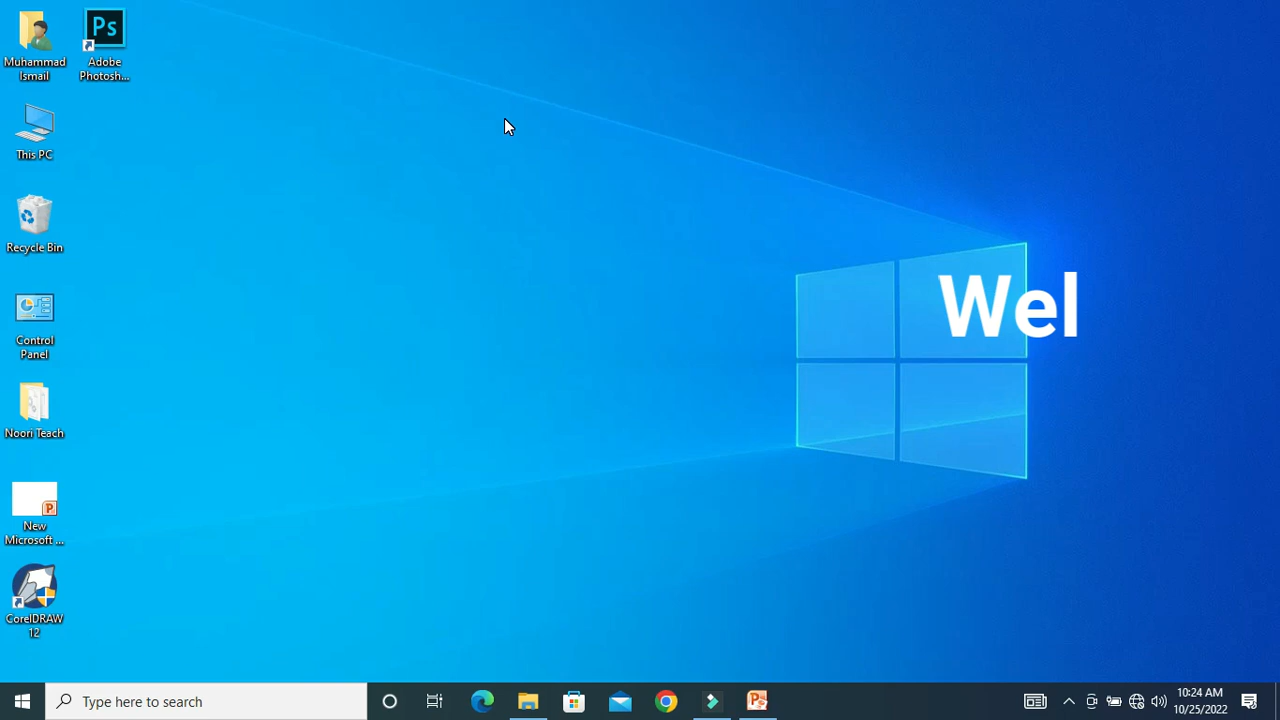 Muhammad
Ismail
Ps
Adobe
Photosh...
This PC
Recycle Bin
Control
Panel
Noori Teach
P
New
Microsoft ...
CorelDRAW
12
Wel
Type here to search
P
10:24 AM
10/25/2022